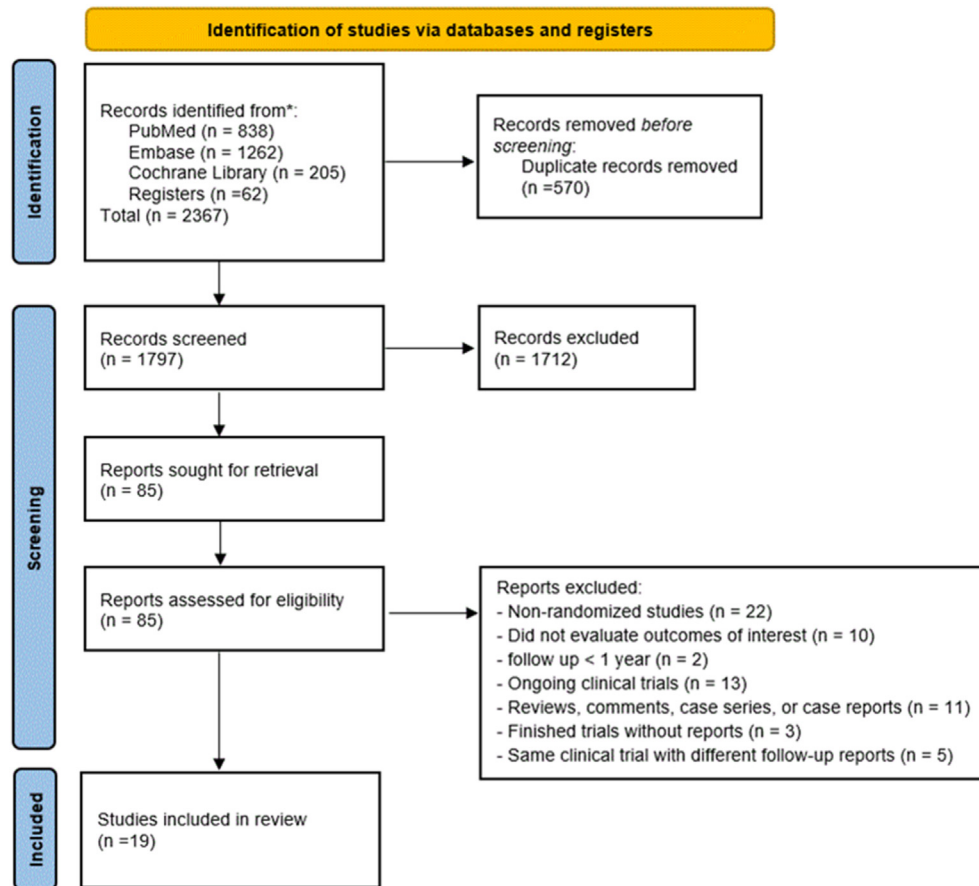 Identification of studies via databases and registers
Identification
Records identified from*:
PubMed (n = 838)
Embase (n = 1262)
Cochrane Library (n = 205)
Registers (n =62)
Total (n = 2367)
Records removed before
screening:
Duplicate records removed
(n =570)
Screening
Records screened
(n = 1797)
Records excluded
(n = 1712)
Reports sought for retrieval
(n = 85)
Reports assessed for eligibility
(n = 85)
Reports excluded:
- Non-randomized studies (n = 22)
- Did not evaluate outcomes of interest (n = 10)
- follow up < 1 year (n = 2)
- Ongoing clinical trials (n = 13)
- Reviews, comments, case series, or case reports (n = 11)
- Finished trials without reports (n = 3)
- Same clinical trial with different follow-up reports (n = 5)
Included
Studies included in review
(n =19)